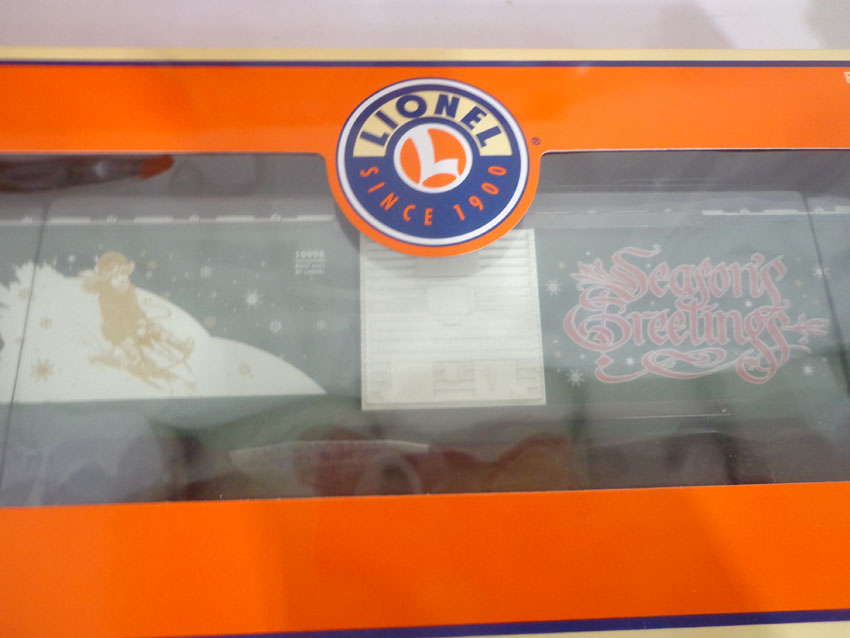 LIONEL
L
SINCE 1900
®
Season's
Greetings